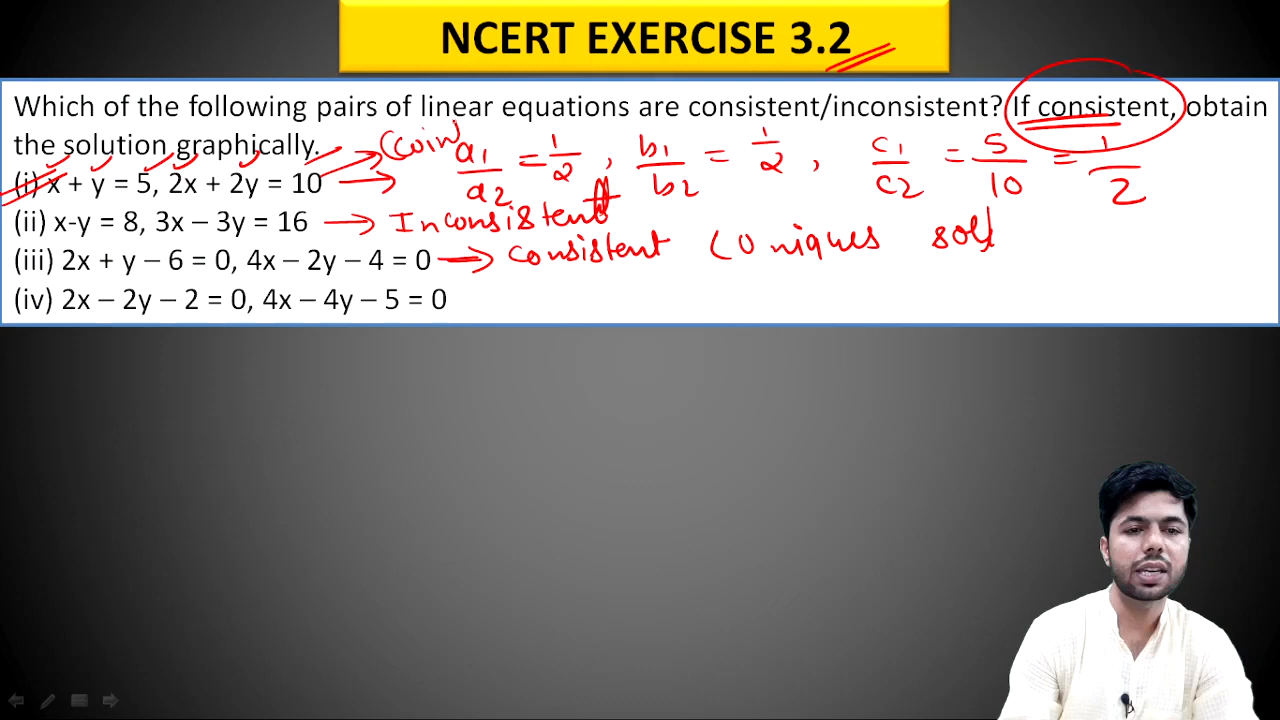 NCERT EXERCISE 3.2
Which of the following pairs of linear equations are consistent/inconsistent? If consistent, obtain
the solution graphically. (Coin)
(i) x + y = 5, 2x + 2y = 10 → a1/a2 = 1/2, b1/b2 = 1/2, c1/c2 = 5/10 = 1/2
(ii) x-y = 8, 3x – 3y = 16 → Inconsistent
(iii) 2x + y – 6 = 0, 4x – 2y – 4 = 0 → consistent (Uniques sol
(iv) 2x – 2y – 2 = 0, 4x – 4y – 5 = 0